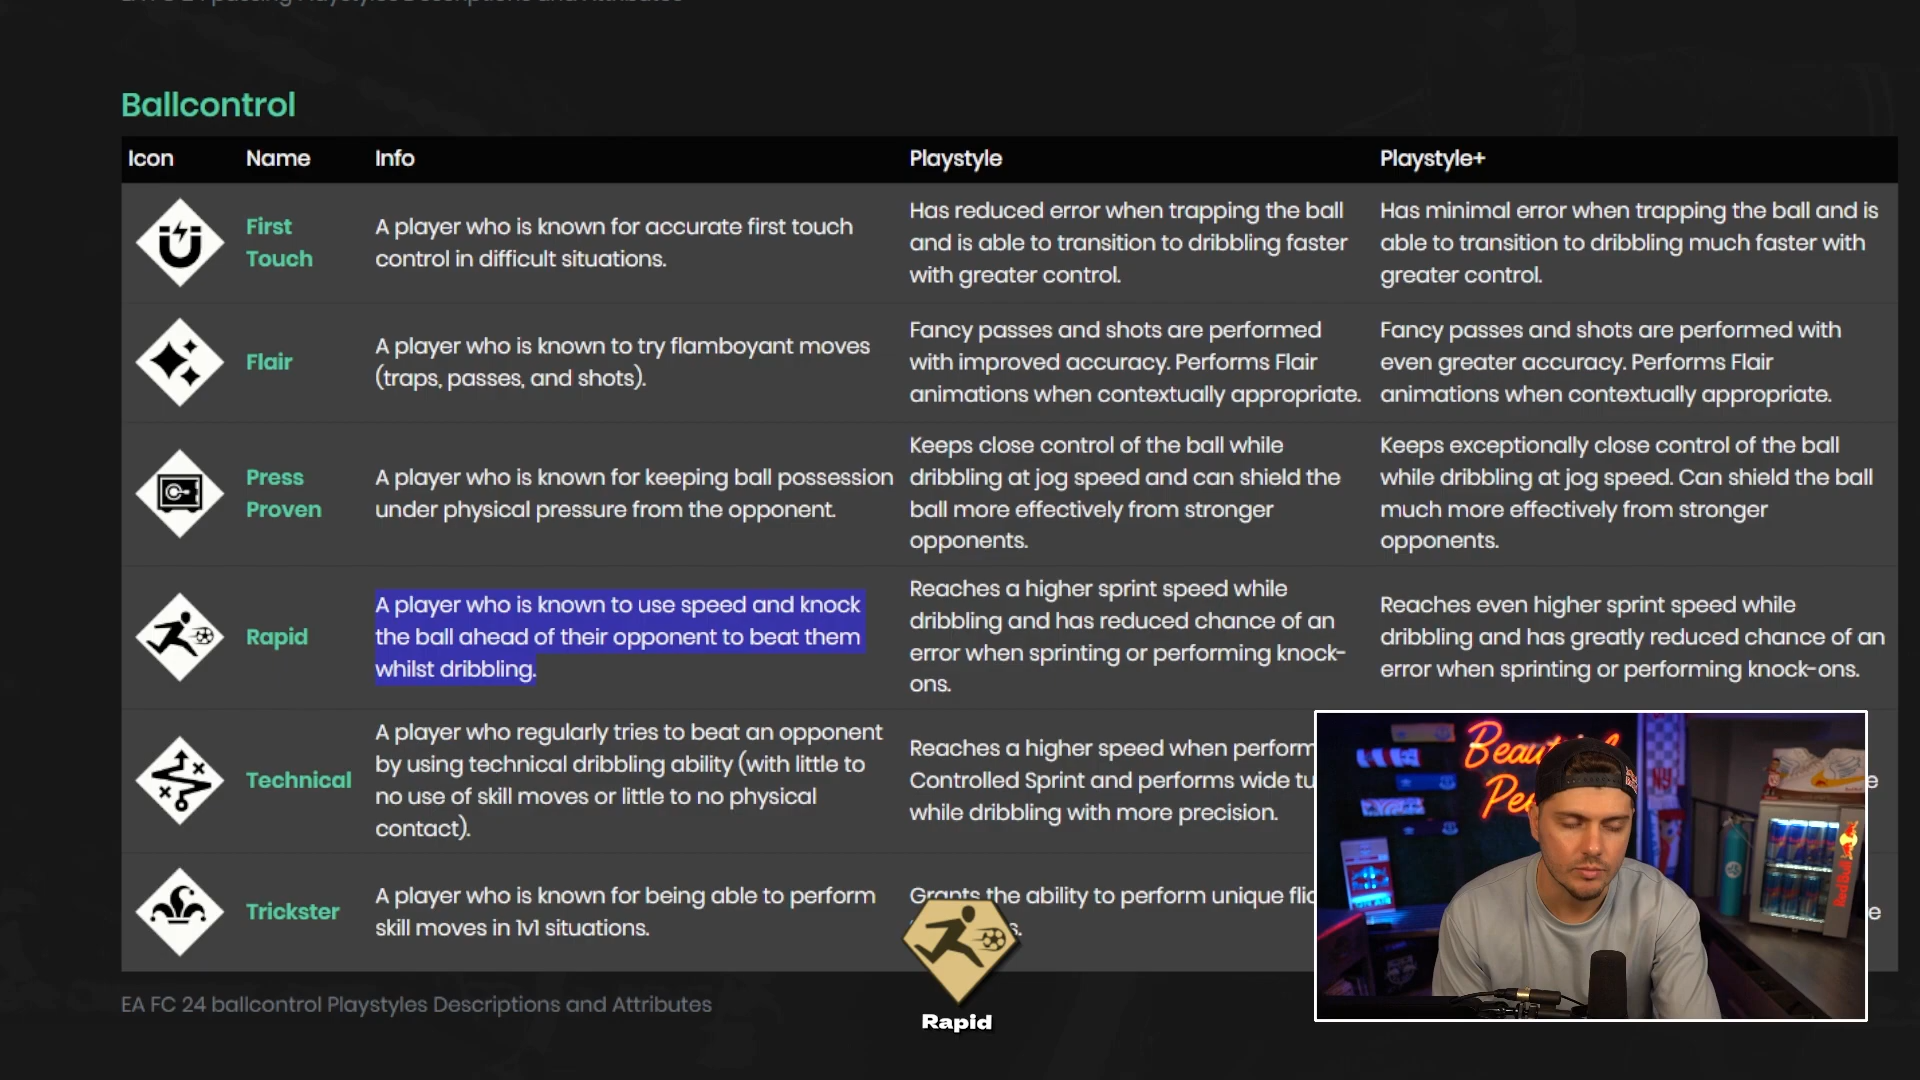 EA FC 24 passing Playstyles Descriptions and Attributes
Ballcontrol
Icon Name Info Playstyle Playstyle+
First
Touch
A player who is known for accurate first touch
control in difficult situations.
Has reduced error when trapping the ball
and is able to transition to dribbling faster
with greater control.
Has minimal error when trapping the ball and is
able to transition to dribbling much faster with
greater control.
Flair
A player who is known to try flamboyant moves
(traps, passes, and shots).
Fancy passes and shots are performed
with improved accuracy. Performs Flair
animations when contextually appropriate.
Fancy passes and shots are performed with
even greater accuracy. Performs Flair
animations when contextually appropriate.
Press
Proven
A player who is known for keeping ball possession
under physical pressure from the opponent.
Keeps close control of the ball while
dribbling at jog speed and can shield the
ball more effectively from stronger
opponents.
Keeps exceptionally close control of the ball
while dribbling at jog speed. Can shield the ball
much more effectively from stronger
opponents.
Rapid
A player who is known to use speed and knock
the ball ahead of their opponent to beat them
whilst dribbling.
Reaches a higher sprint speed while
dribbling and has reduced chance of an
error when sprinting or performing knock-
ons.
Reaches even higher sprint speed while
dribbling and has greatly reduced chance of an
error when sprinting or performing knock-ons.
Technical
A player who regularly tries to beat an opponent
by using technical dribbling ability (with little to
no use of skill moves or little to no physical
contact).
Reaches a higher speed when perform
Controlled Sprint and performs wide tu
while dribbling with more precision.
e
Trickster
A player who is known for being able to perform
skill moves in 1v1 situations.
Grants the ability to perform unique flic
s.
e
EA FC 24 ballcontrol Playstyles Descriptions and Attributes
Rapid
Red Bull